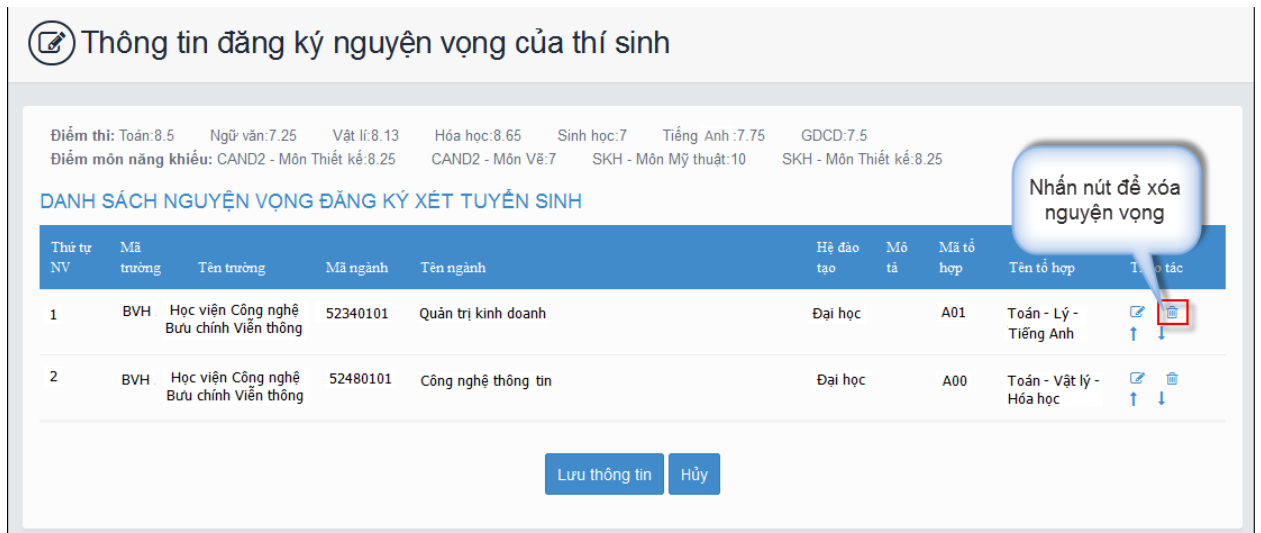 Thông tin đăng ký nguyện vọng của thí sinh
Điểm thi: Toán:8.5 Ngữ văn:7.25 Vật lí:8.13 Hóa học:8.65 Sinh học:7 Tiếng Anh :7.75 GDCD:7.5
Điểm môn năng khiếu: CAND2 - Môn Thiết kế:8.25 CAND2 - Môn Vẽ:7 SKH - Môn Mỹ thuật:10 SKH - Môn Thiết kế:8.25
Nhấn nút để xóa
nguyện vọng
DANH SÁCH NGUYỆN VỌNG ĐĂNG KÝ XÉT TUYỂN SINH
Thứ tự Mã Hệ đào Mô Mã tổ
NV trường Tên trường Mã ngành Tên ngành tạo tả hợp Tên tổ hợp tác
1 BVH Học viện Công nghệ 52340101 Quản trị kinh doanh Đại học A01 Toán - Lý -
Bưu chính Viễn thông Tiếng Anh
2 BVH Học viện Công nghệ 52480101 Công nghệ thông tin Đại học A00 Toán - Vật lý -
Bưu chính Viễn thông Hóa học
Lưu thông tin Hủy